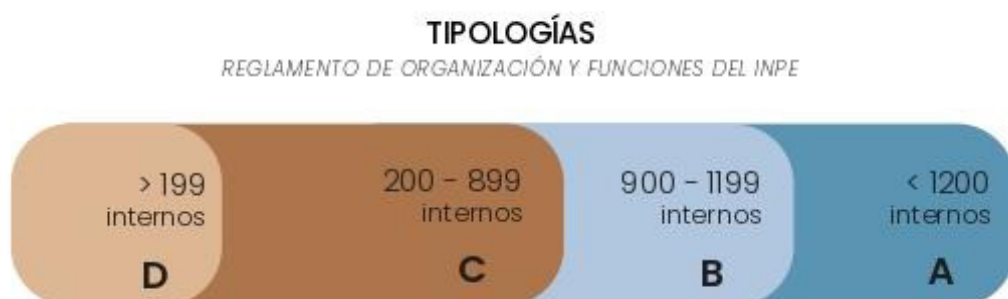 TIPOLOGÍAS
REGLAMENTO DE ORGANIZACIÓN Y FUNCIONES DEL INPE
> 199
internos
D
200 - 899
internos
C
900 - 1199
internos
B
< 1200
internos
A